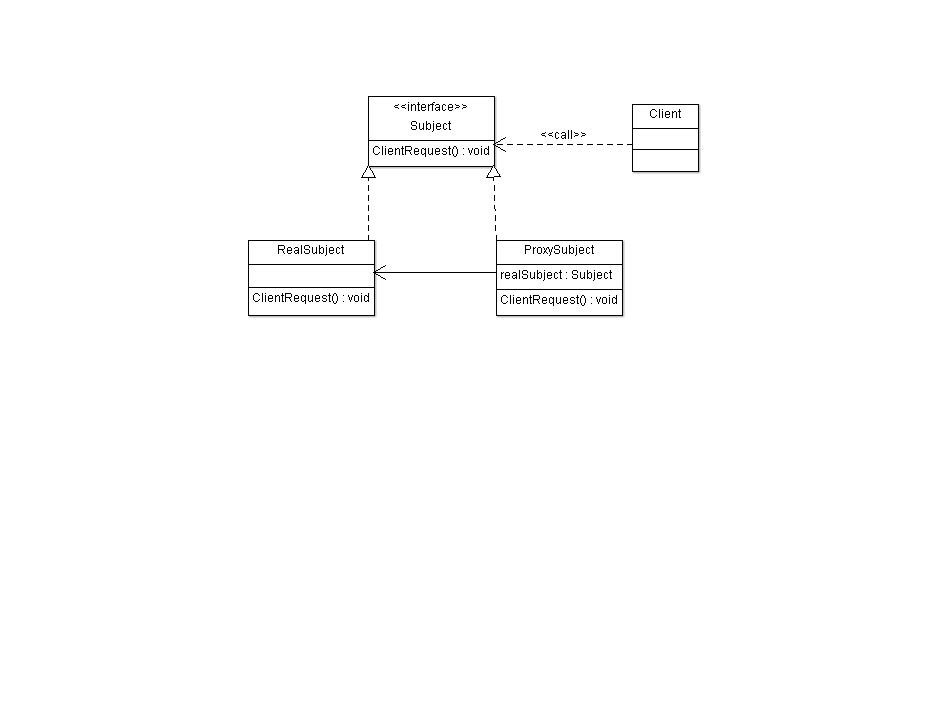 <<interface>>
Subject
ClientRequest() : void
Client
<<call>>
RealSubject
ClientRequest() : void
ProxySubject
realSubject : Subject
ClientRequest() : void